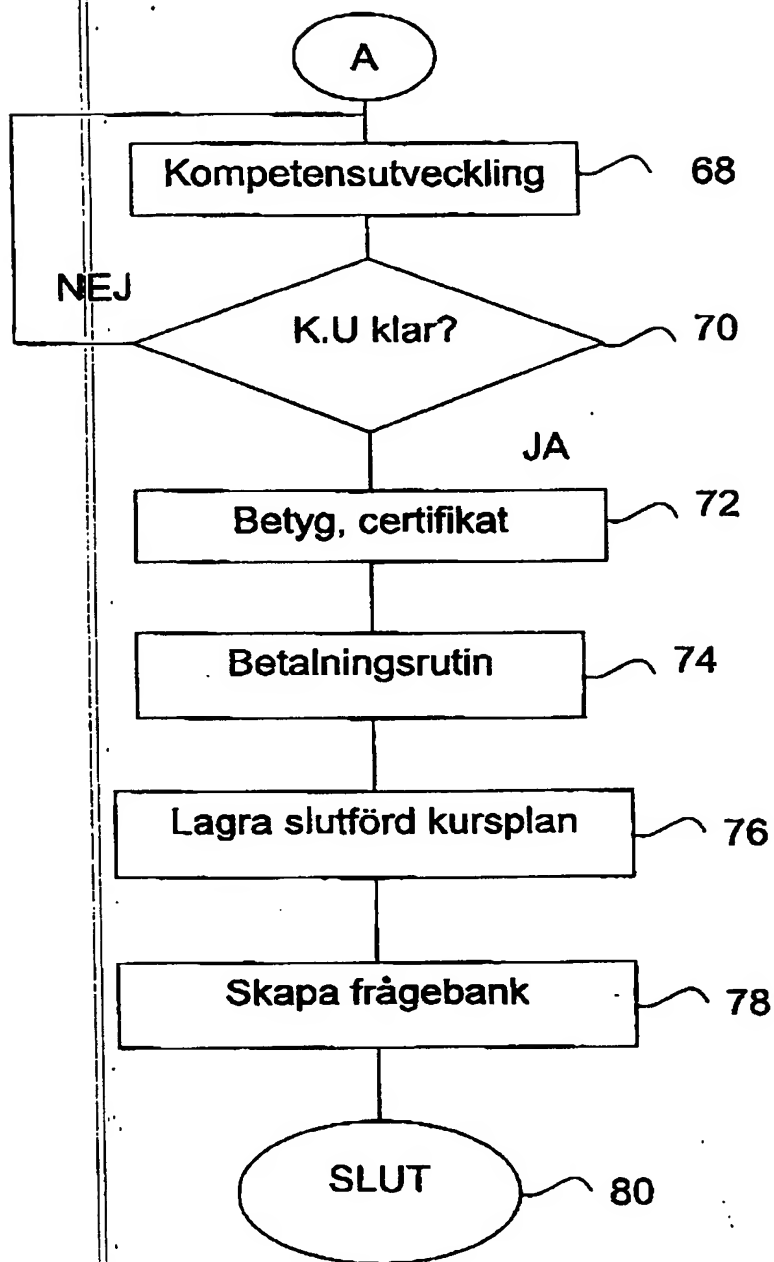 A
Kompetensutveckling 68
NEJ
K.U klar? 70
JA
Betyg, certifikat 72
Betalningsrutin 74
Lagra slutförd kursplan 76
Skapa frågebank 78
SLUT 80